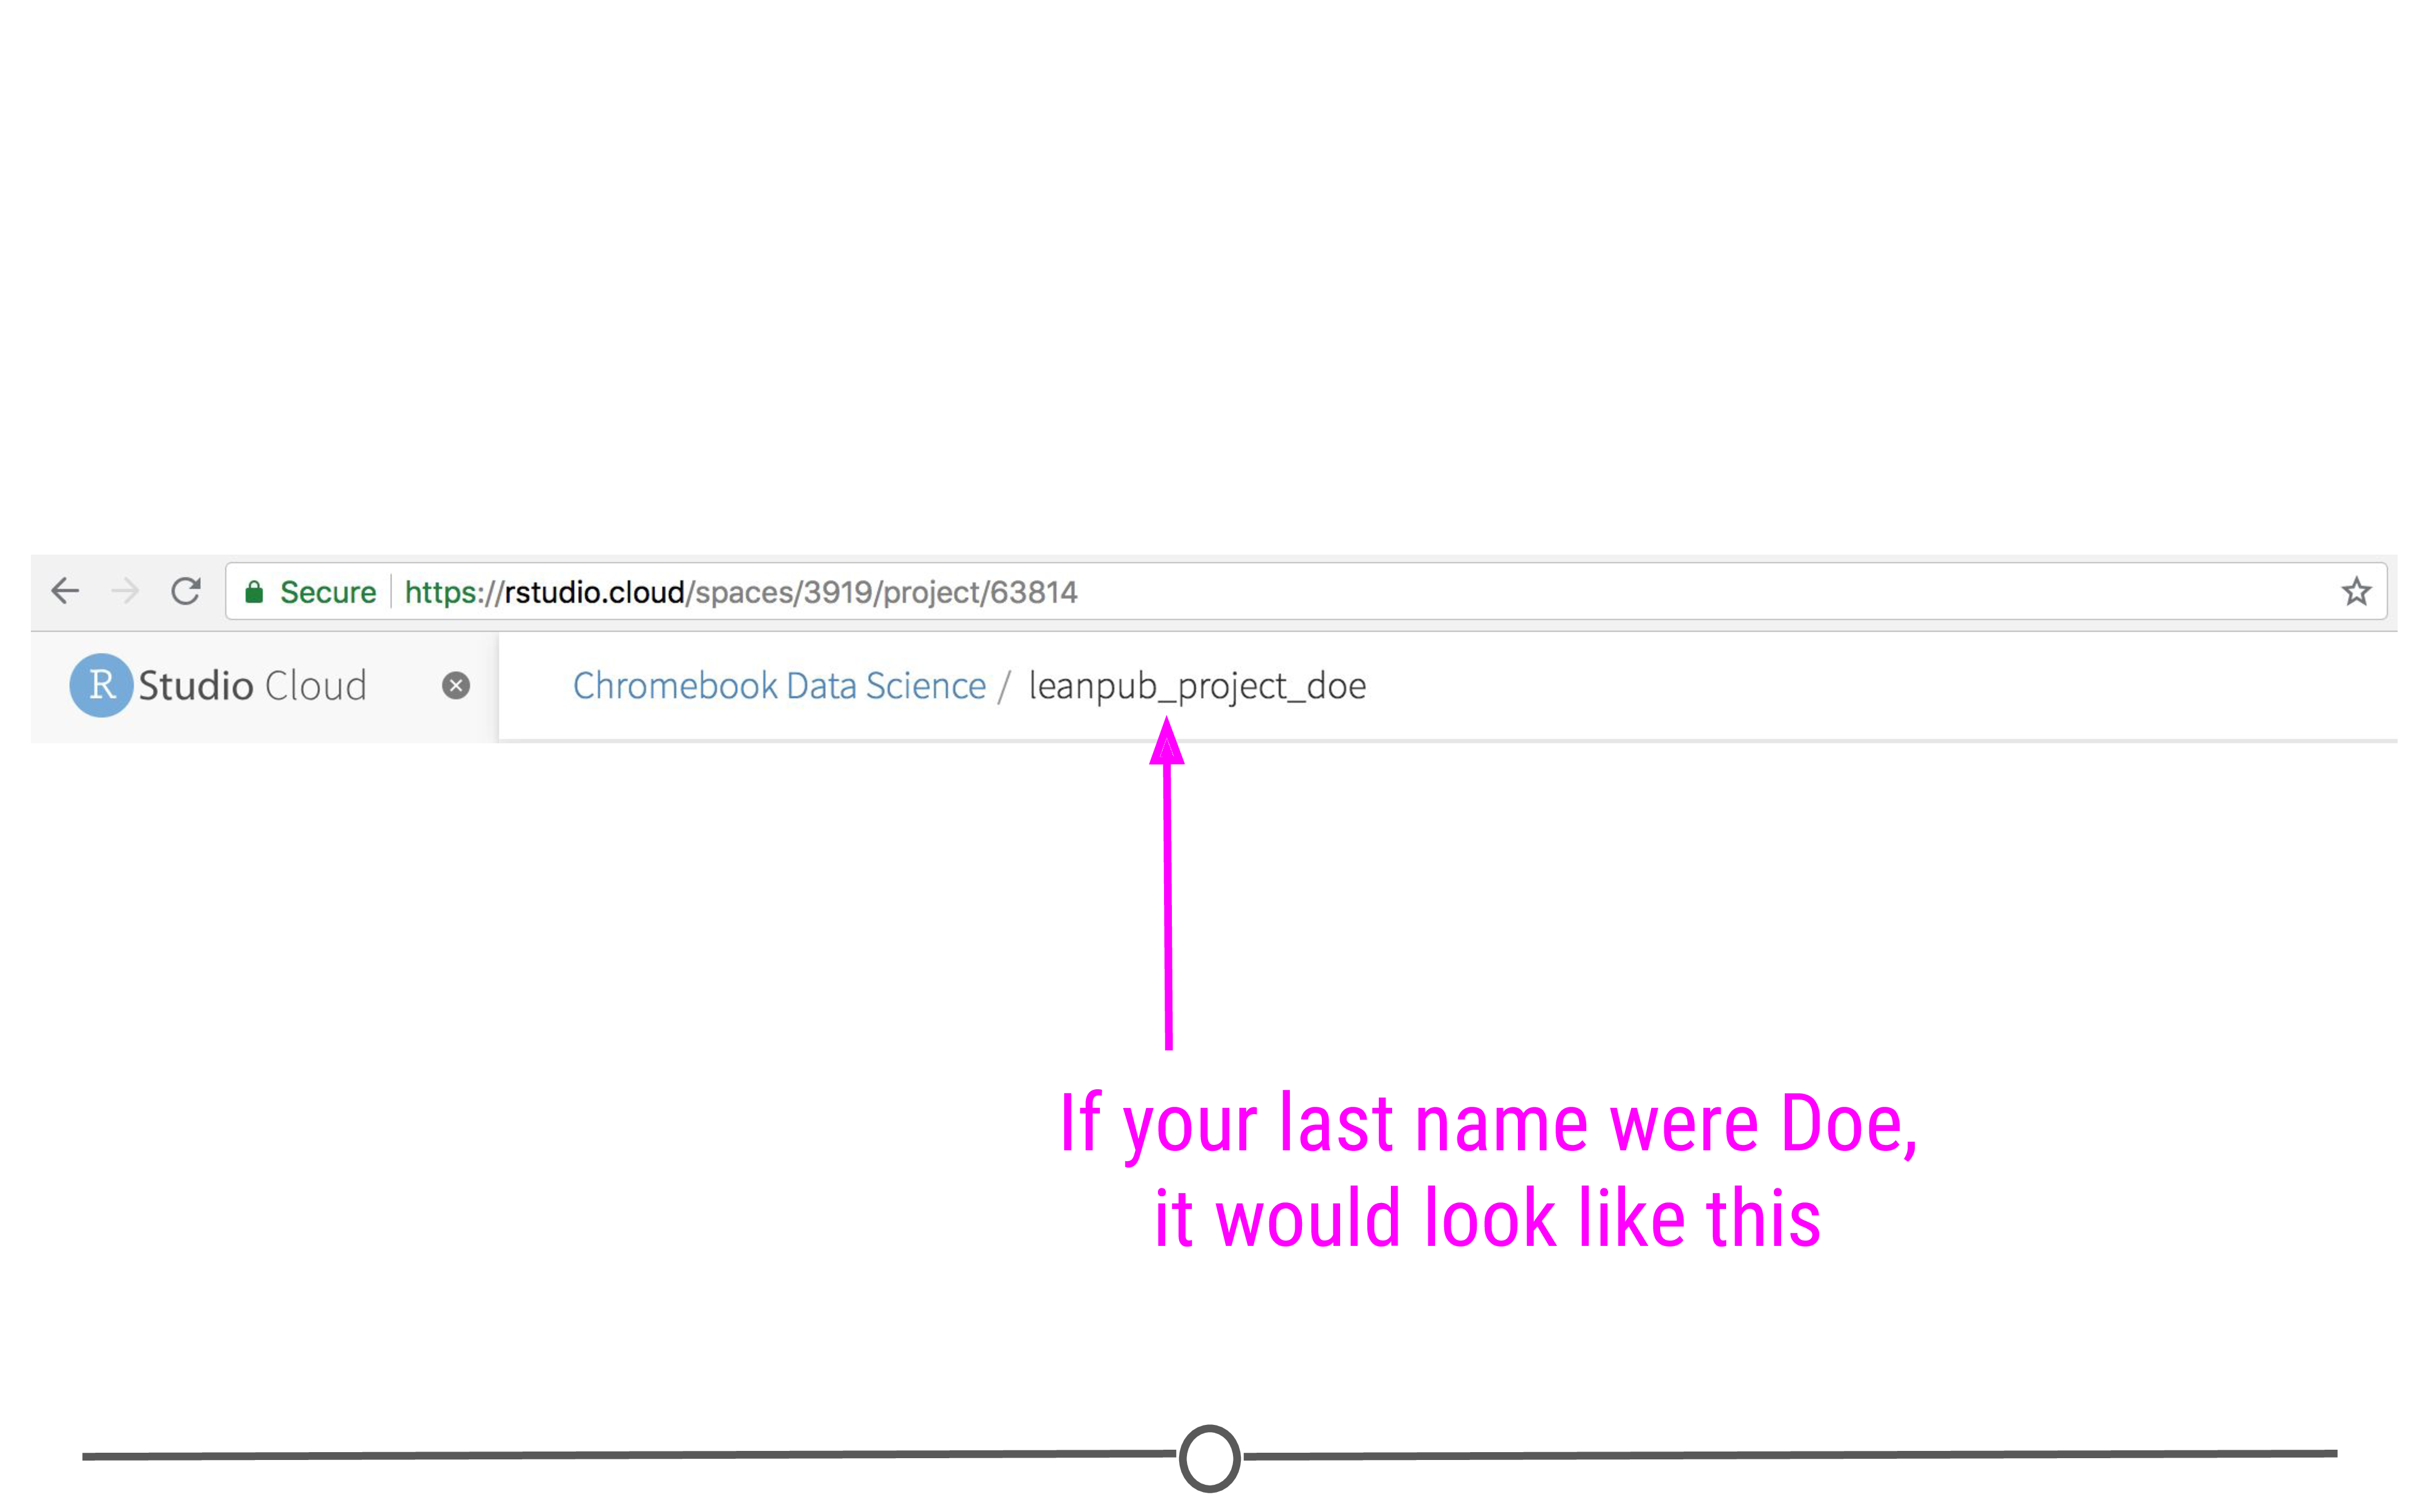 Secure https://rstudio.cloud/spaces/3919/project/63814
R Studio Cloud Chromebook Data Science / leanpub_project_doe
If your last name were Doe,
it would look like this